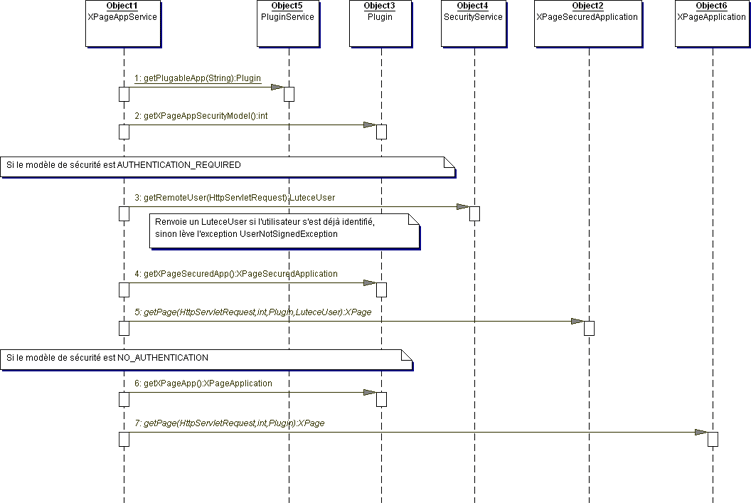 Object1
XPageAppService
Object5
PluginService
Object3
Plugin
Object4
SecurityService
Object2
XPageSecuredApplication
Object6
XPageApplication
1: getPlugableApp(String):Plugin
2: getXPageAppSecurityModel():int
Si le modèle de sécurité est AUTHENTICATION_REQUIRED
3: getRemoteUser(HttpServletRequest):LuteceUser
Renvoie un LuteceUser si l'utilisateur s'est déjà identifié,
sinon lève l'exception UserNotSignedException
4: getXPageSecuredApp():XPageSecuredApplication
5: getPage(HttpServletRequest,int,Plugin,LuteceUser):XPage
Si le modèle de sécurité est NO_AUTHENTICATION
6: getXPageApp():XPageApplication
7: getPage(HttpServletRequest,int,Plugin):XPage